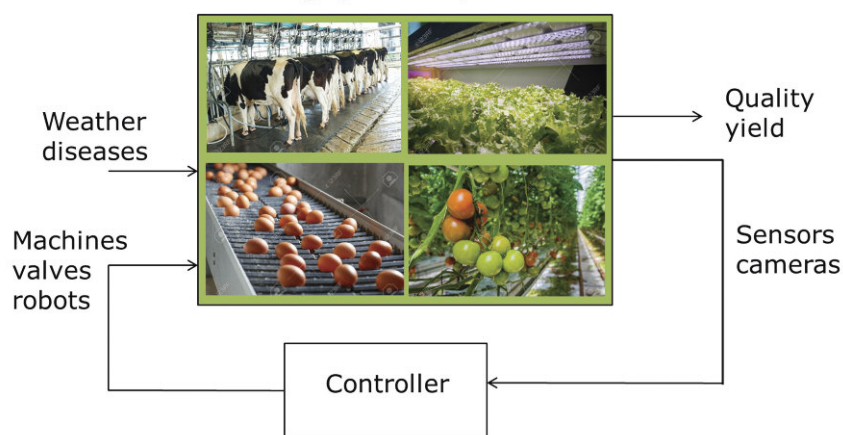 Weather
diseases
Machines
valves
robots
Quality
yield
Sensors
cameras
Controller